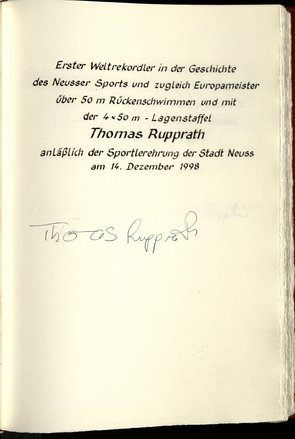 Erster Weltrekordler in der Geschichte
des Neusser Sports und zugleich Europameister
über 50 m Rückenschwimmen und mit
der 4 × 50 m - Lagenstaffel
Thomas Rupprath
anläßlich der Sportlerehrung der Stadt Neuss
am 14. Dezember 1998
Thomas Rupprath